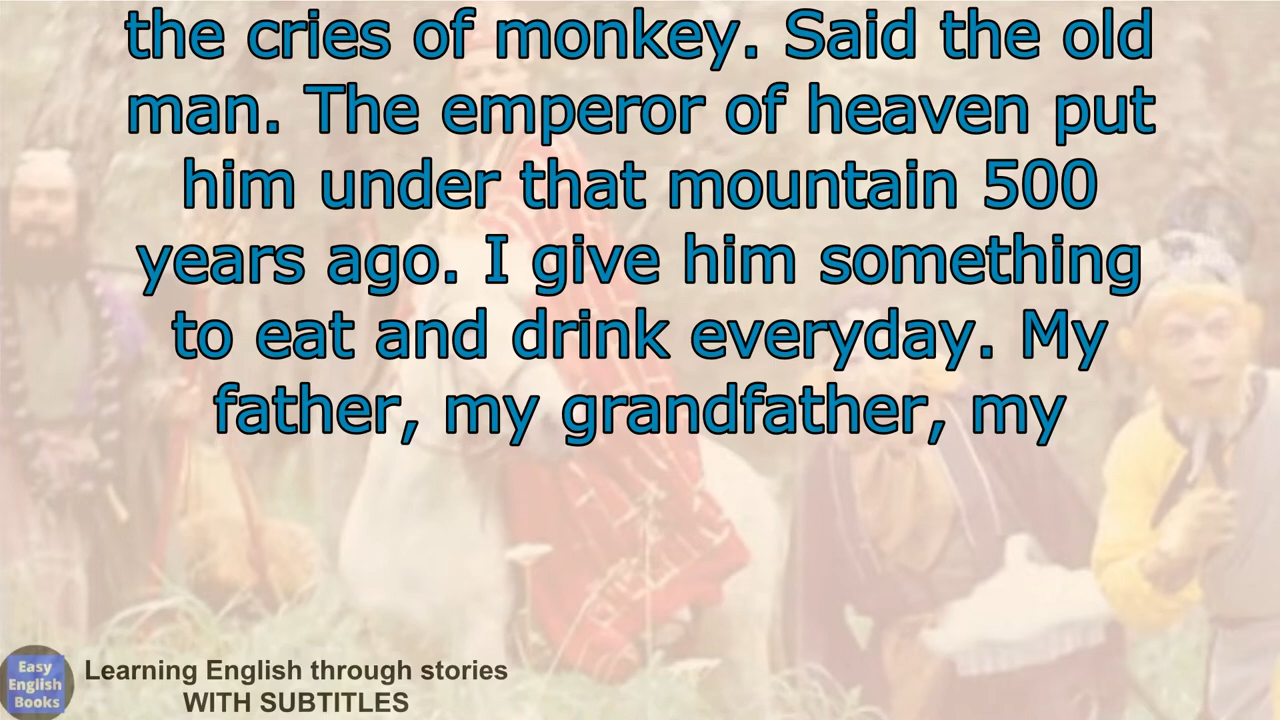 the cries of monkey. Said the old
man. The emperor of heaven put
him under that mountain 500
years ago. I give him something
to eat and drink everyday. My
father, my grandfather, my
Easy
English
Books
Learning English through stories
WITH SUBTITLES